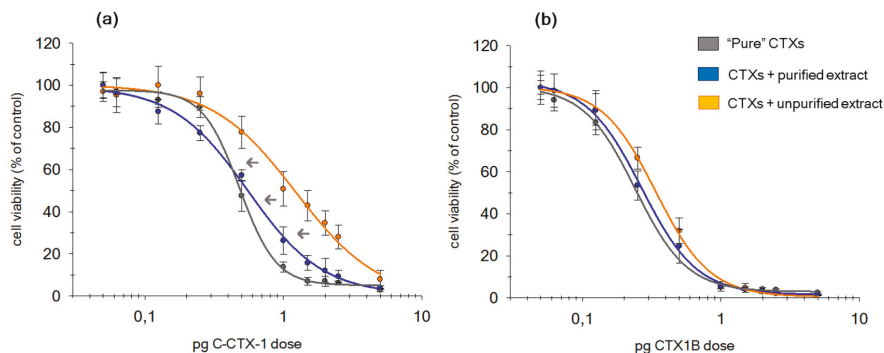 (a)
120
100
80
60
40
20
0
cell viability (% of control)
0,1
1
10
pg C-CTX-1 dose
(b)
120
100
80
60
40
20
0
cell viability (% of control)
0,1
1
10
pg CTX1B dose
"Pure" CTXs
CTXs + purified extract
CTXs + unpurified extract